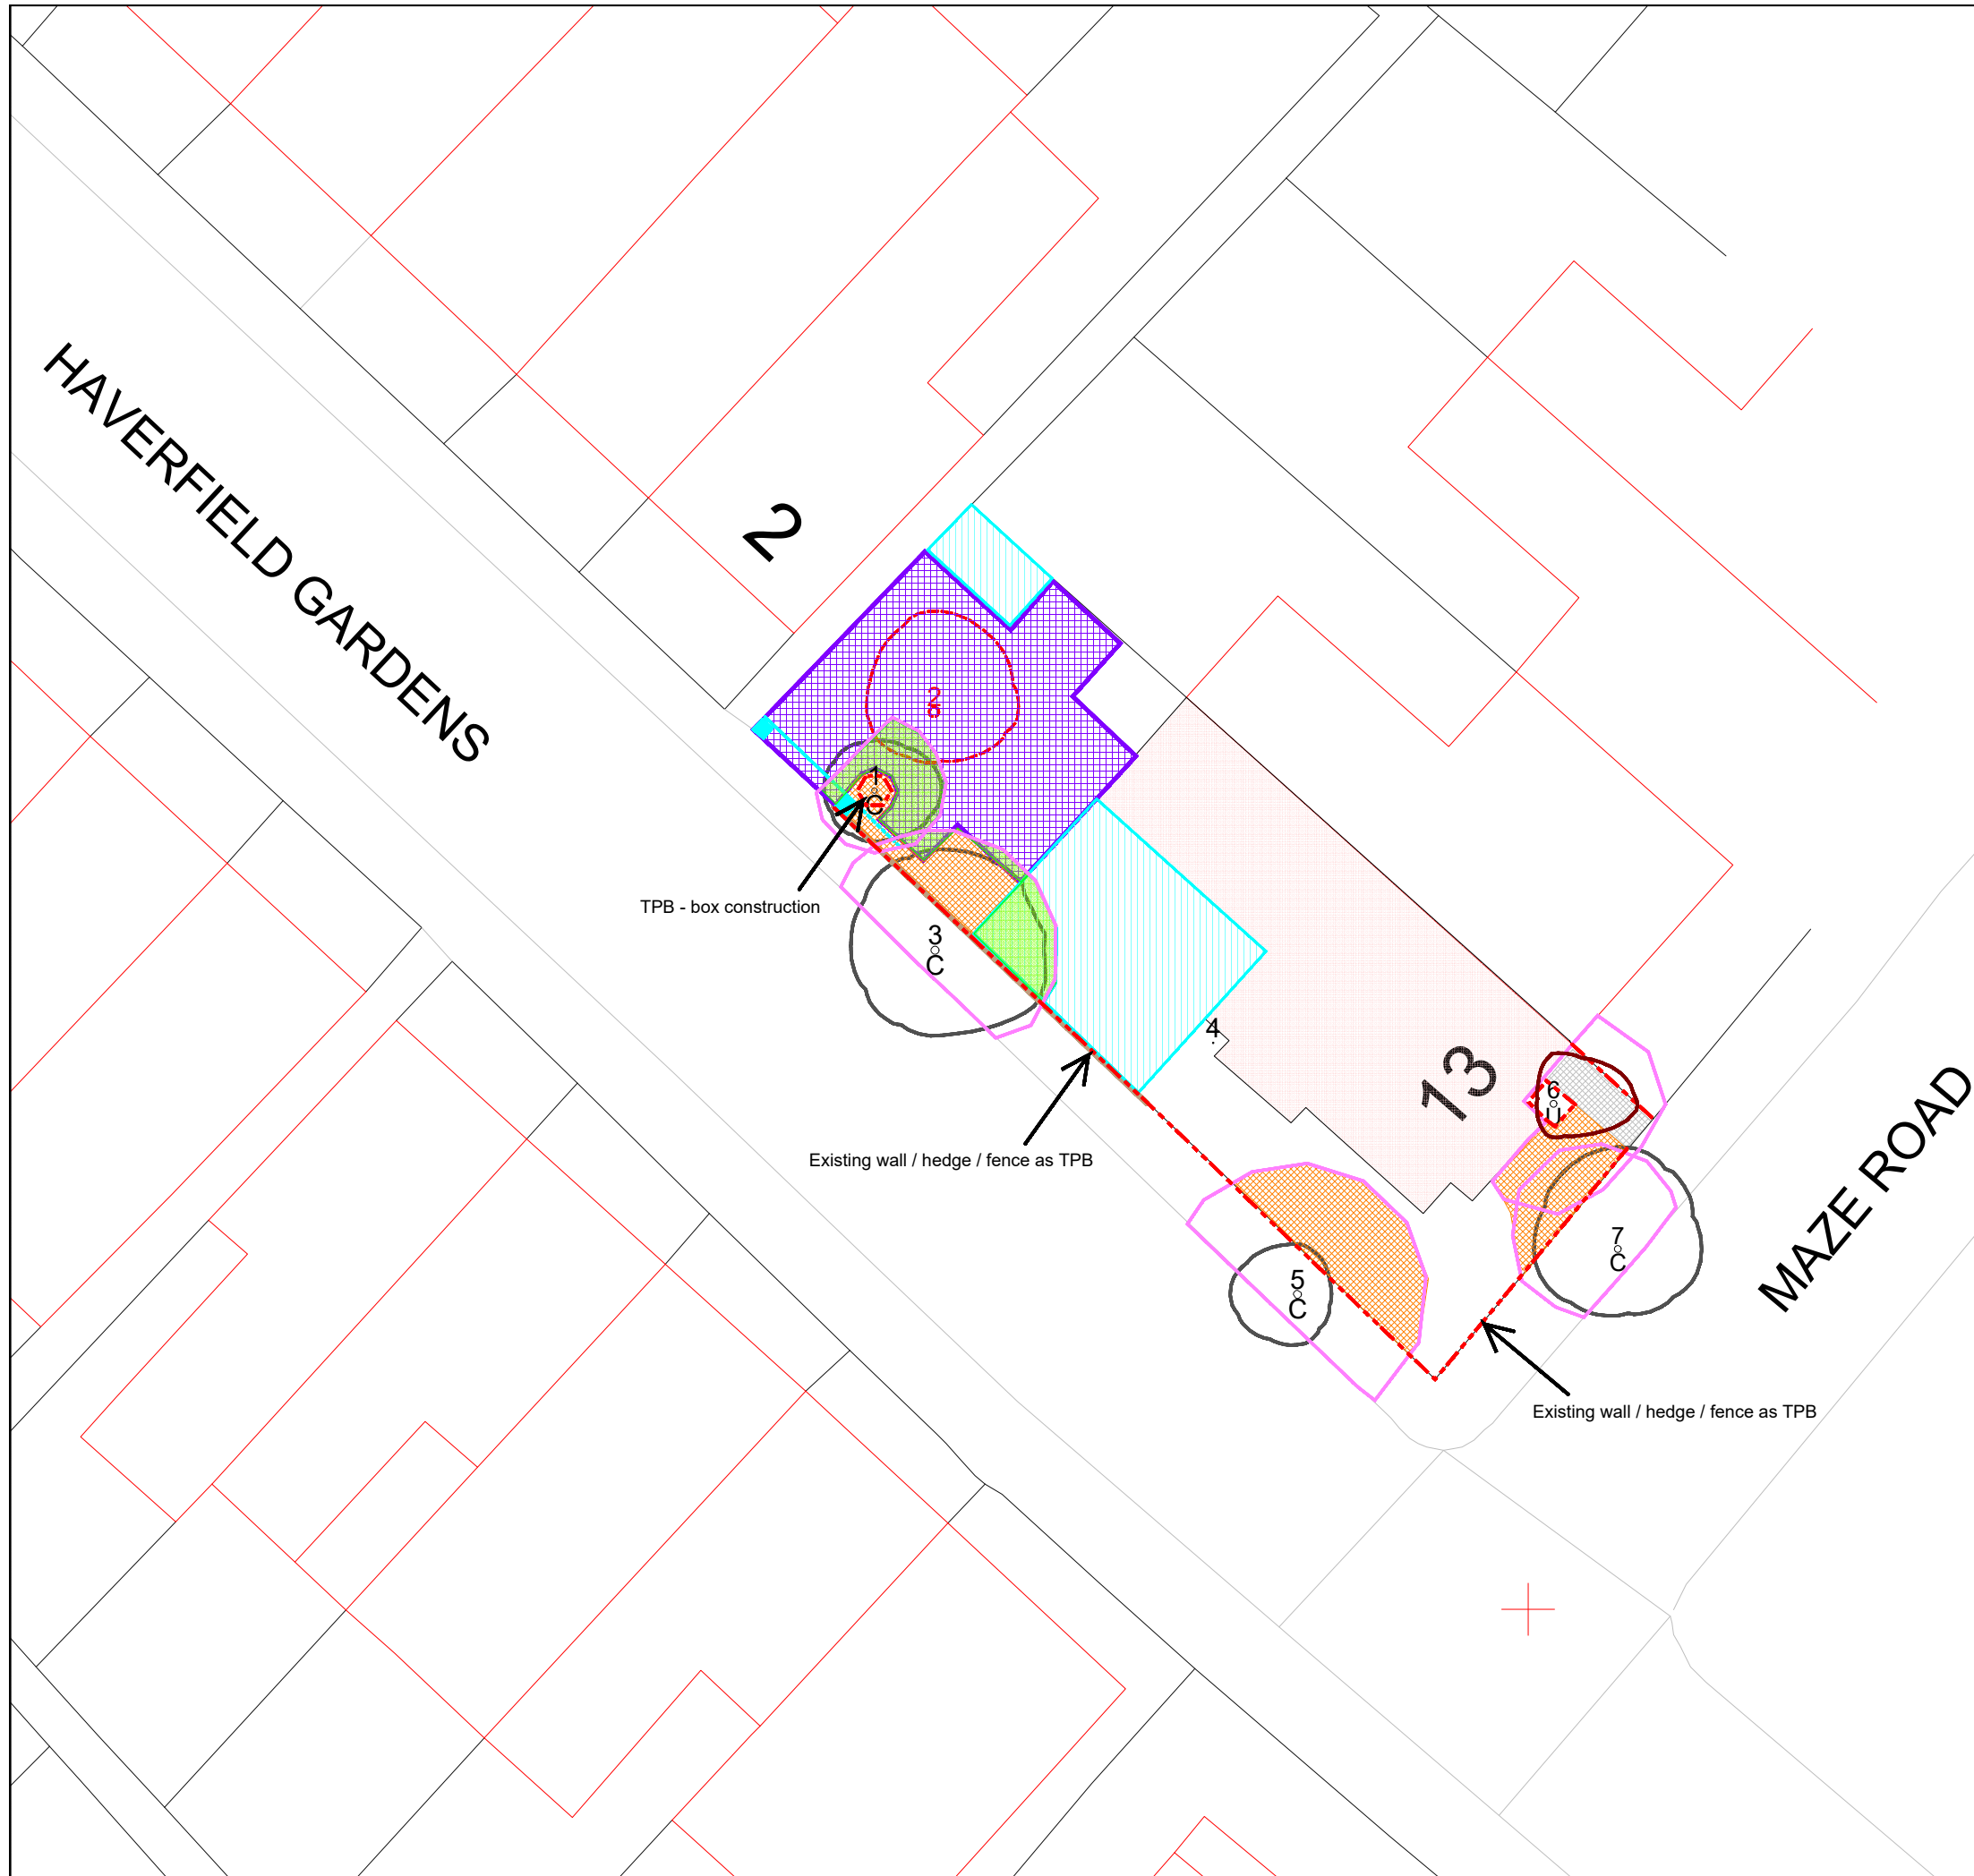 HAVERFIELD GARDENS
2
2
1
C
TPB - box construction
3
C
4
13
6
U
Existing wall / hedge / fence as TPB
MAZE ROAD
7
C
5
C
Existing wall / hedge / fence as TPB